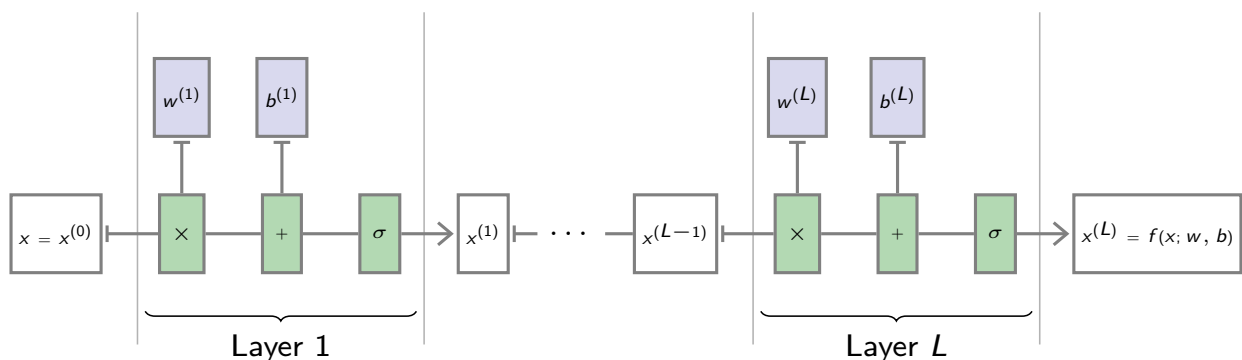 w^{(1)} b^{(1)} w^{(L)} b^{(L)}
x = x^{(0)} × + σ x^{(1)} · · · x^{(L−1)} × + σ x^{(L)} = f(x; w, b)
Layer 1 Layer L